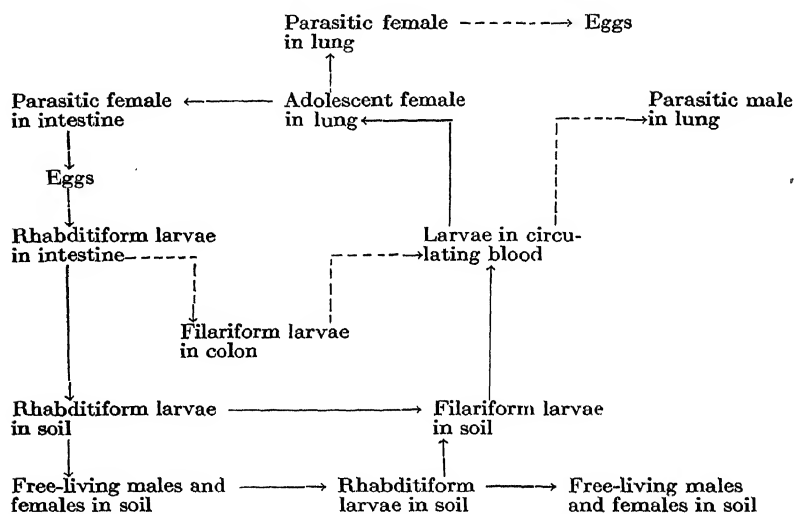 Parasitic female
in lung
Eggs
Parasitic female
in intestine
Adolescent female
in lung
Parasitic male
in lung
Eggs
Rhabditiform larvae
in intestine
Larvae in circu-
lating blood
Filariform larvae
in colon
Rhabditiform larvae
in soil
Filariform larvae
in soil
Free-living males and
females in soil
Rhabditiform
larvae in soil
Free-living males
and females in soil